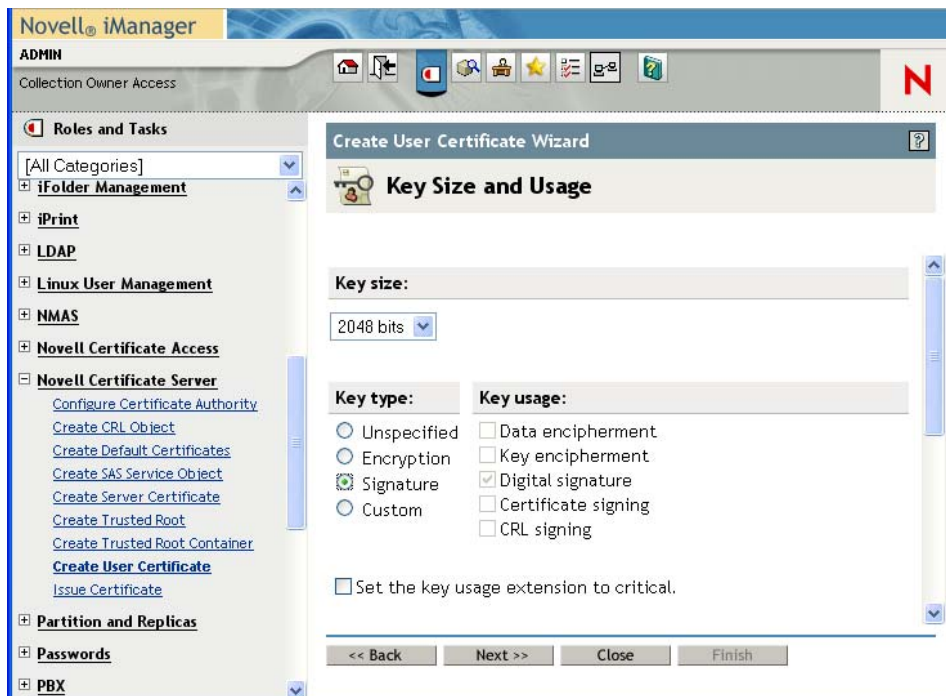 Novell® iManager
ADMIN
Collection Owner Access
N
Roles and Tasks
[All Categories]
iFolder Management
iPrint
LDAP
Linux User Management
NMAS
Novell Certificate Access
Novell Certificate Server
Configure Certificate Authority
Create CRL Object
Create Default Certificates
Create SAS Service Object
Create Server Certificate
Create Trusted Root
Create Trusted Root Container
Create User Certificate
Issue Certificate
Partition and Replicas
Passwords
PBX
Create User Certificate Wizard
?
Key Size and Usage
Key size:
2048 bits
Key type:
Unspecified
Encryption
Signature
Custom
Key usage:
Data encipherment
Key encipherment
Digital signature
Certificate signing
CRL signing
Set the key usage extension to critical.
<< Back
Next >>
Close
Finish